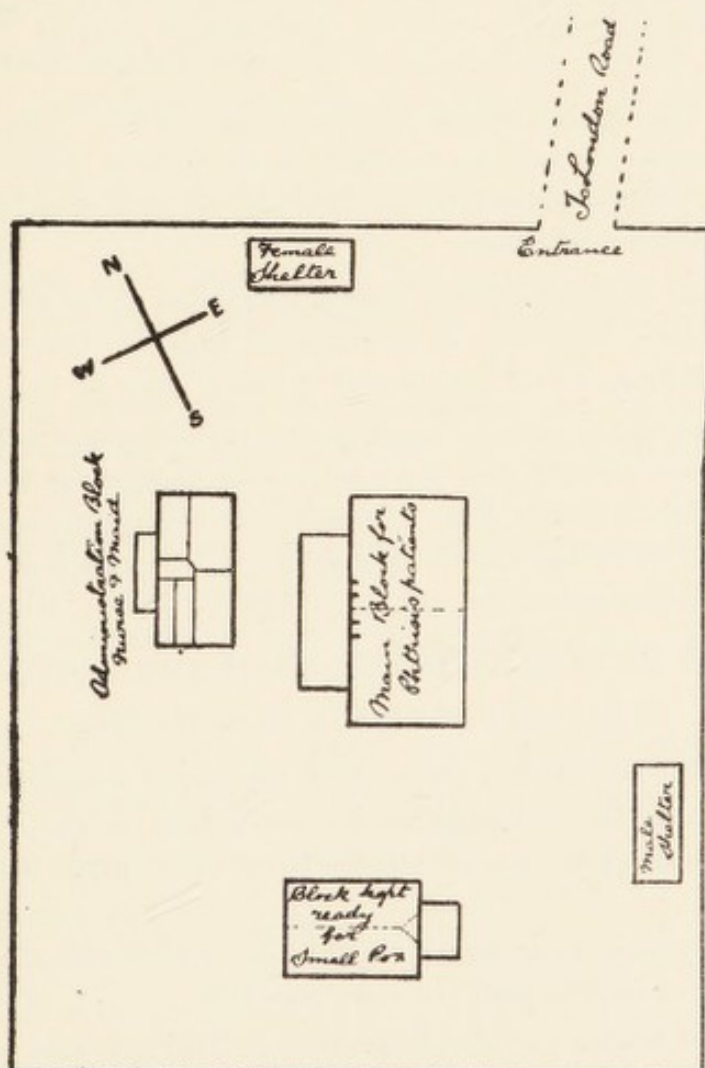 To London Road
Entrance
Female
Shelter
N
E
W
S
Administration Block
Nurse & Maid
Main Block for
Phthisis patients
Male
Shelter
Block kept
ready
for
Small Pox